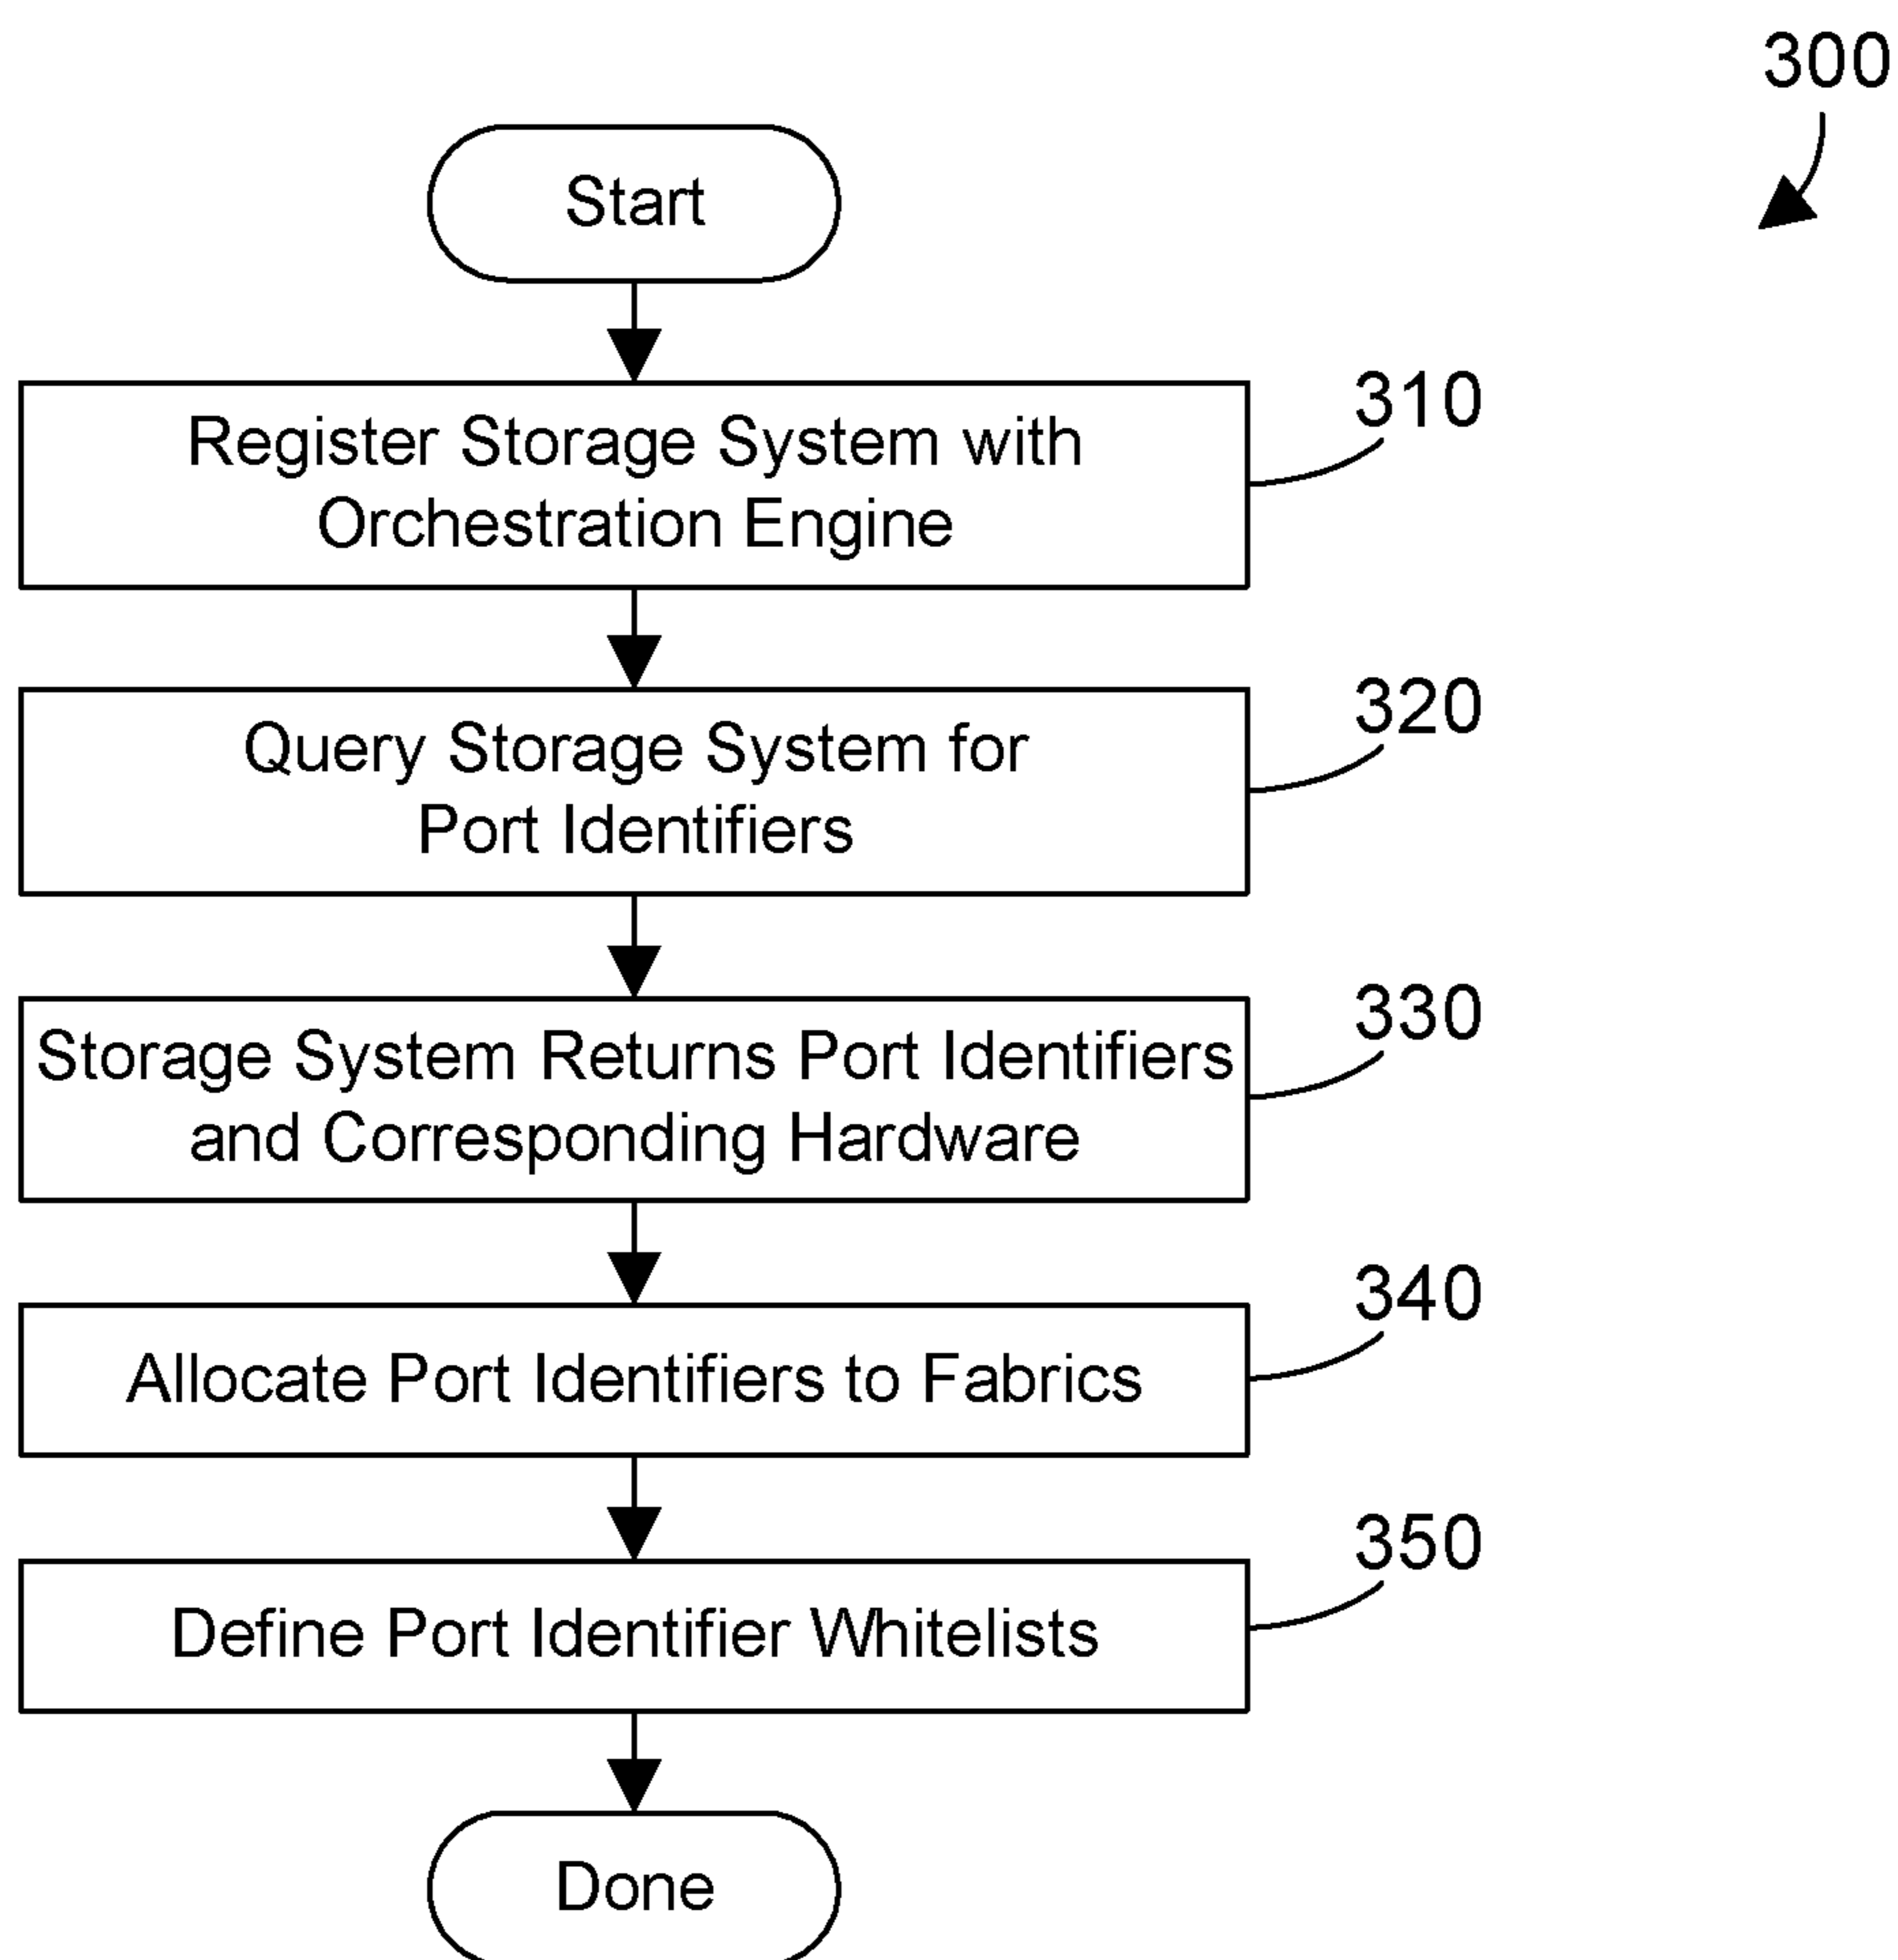 300
Start
310
Register Storage System with
Orchestration Engine
320
Query Storage System for
Port Identifiers
330
Storage System Returns Port Identifiers
and Corresponding Hardware
340
Allocate Port Identifiers to Fabrics
350
Define Port Identifier Whitelists
Done